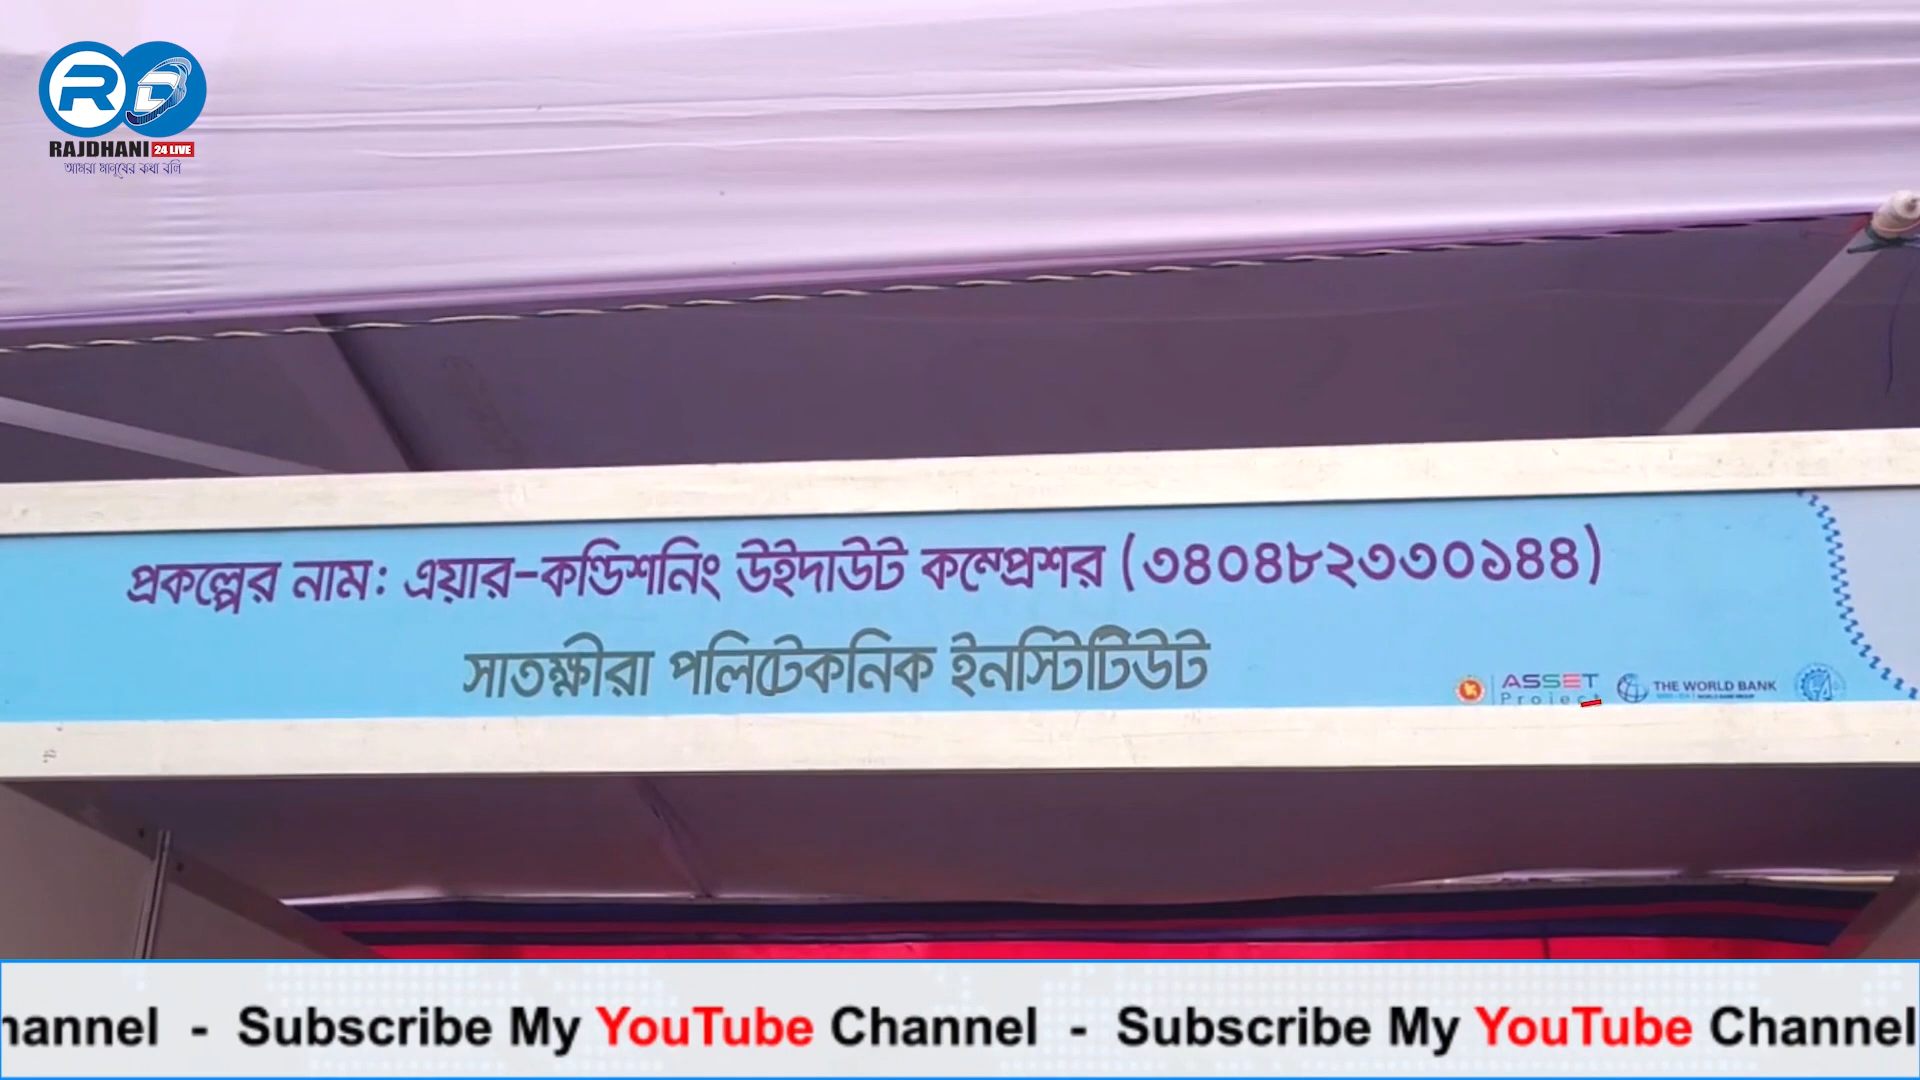 RAJDHANI 24 LIVE
আমরা মানুষের কথা বলি
প্রকল্পের নাম: এয়ার-কন্ডিশনিং উইদাউট কম্প্রেশর (৩৪০৪৮২৩৩০১৪৪)
সাতক্ষীরা পলিটেকনিক ইনস্টিটিউট
ASSET
Project
THE WORLD BANK
hannel - Subscribe My YouTube Channel - Subscribe My YouTube Channel